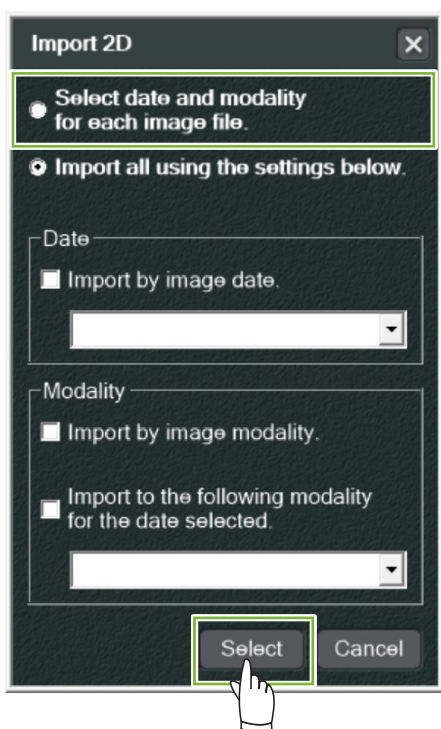 Import 2D
Select date and modality
for each image file.
Import all using the settings below.
Date
Import by image date.
Modality
Import by image modality.
Import to the following modality
for the date selected.
Select
Cancel